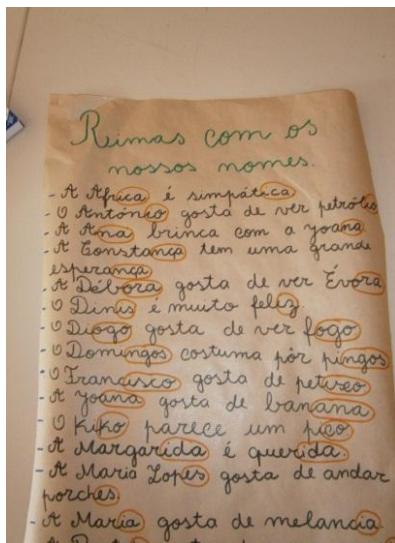 Rimas com os
nossos nomes.
- A África é simpática
- O António gosta de ver petróleo
- A Ana brinca com a Joana
- A Constança tem uma grande
esperança
- A Débora gosta de ver Évora
- O Dinis é muito feliz.
- O Diogo gosta de ver fogo
- O Domingos costuma pôr pingos
- O Francisco gosta de petisco
- A Joana gosta de banana
- O Kiko parece um pico
- A Margarida é querida.
- A Maria Lopes gosta de andar
porches.
- A Maria gosta de melancia